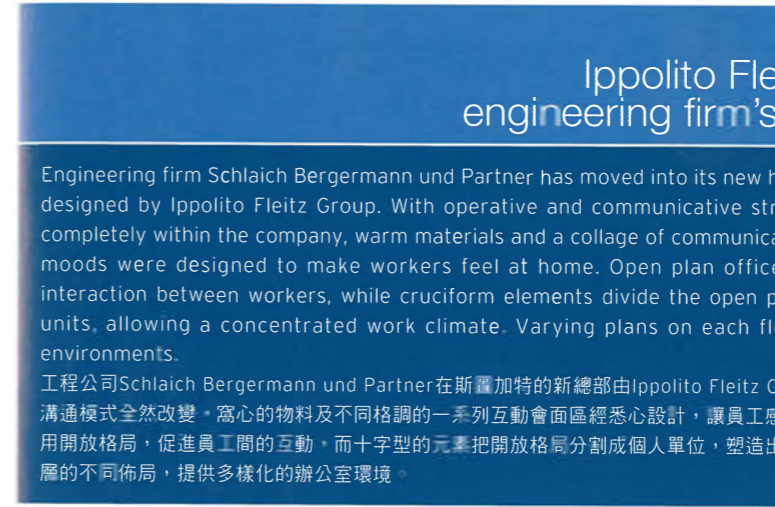 Ippolito Fle
engineering firm's
Engineering firm Schlaich Bergermann und Partner has moved into its new h
designed by Ippolito Fleitz Group. With operative and communicative str
completely within the company, warm materials and a collage of communica
moods were designed to make workers feel at home. Open plan office
interaction between workers, while cruciform elements divide the open p
units, allowing a concentrated work climate. Varying plans on each fl
environments.
工程公司Schlaich Bergermann und Partner在斯圖加特的新總部由Ippolito Fleitz G
溝通模式全然改變。窩心的物料及不同格調的一系列互動會面區經悉心設計，讓員工感
用開放格局，促進員工間的互動。而十字型的元素把開放格局分割成個人單位，塑造出
層的不同佈局，提供多樣化的辦公室環境。